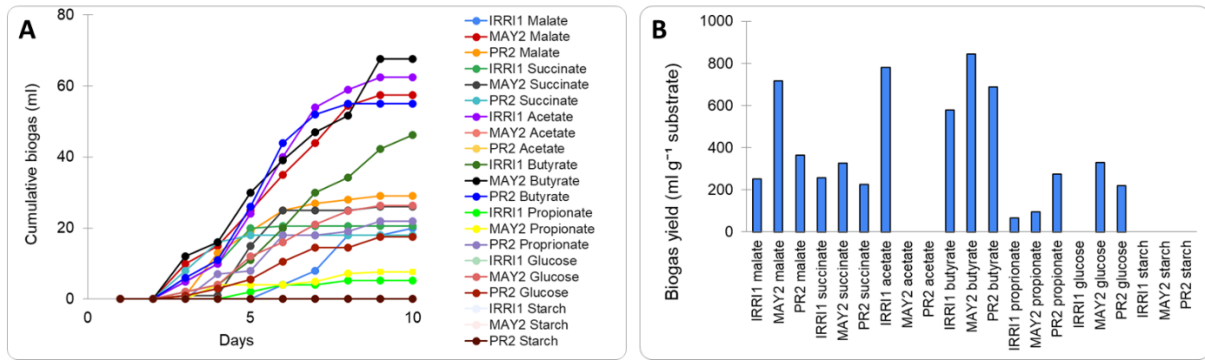 A
80
60
40
20
0
Cumulative biogas (ml)
0
5
10
Days
IRRI1 Malate
MAY2 Malate
PR2 Malate
IRRI1 Succinate
MAY2 Succinate
PR2 Succinate
IRRI1 Acetate
MAY2 Acetate
PR2 Acetate
IRRI1 Butyrate
MAY2 Butyrate
PR2 Butyrate
IRRI1 Propionate
MAY2 Propionate
PR2 Proprionate
IRRI1 Glucose
MAY2 Glucose
PR2 Glucose
IRRI1 Starch
MAY2 Starch
PR2 Starch
B
1000
800
600
400
200
0
Biogas yield (ml g⁻¹ substrate)
IRRI1 malate
MAY2 malate
PR2 malate
IRRI1 succinate
MAY2 succinate
PR2 succinate
IRRI1 acetate
MAY2 acetate
PR2 acetate
IRRI1 butyrate
MAY2 butyrate
PR2 butyrate
IRRI1 propionate
MAY2 propionate
PR2 propionate
IRRI1 glucose
MAY2 glucose
PR2 glucose
IRRI1 starch
MAY2 starch
PR2 starch